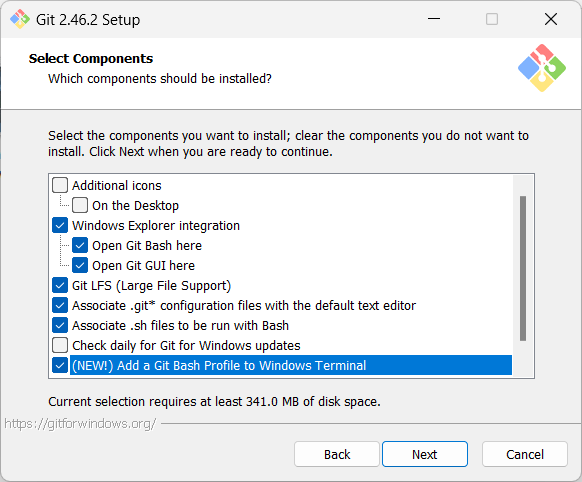 Git 2.46.2 Setup
Select Components
Which components should be installed?
Select the components you want to install; clear the components you do not want to
install. Click Next when you are ready to continue.
Additional icons
On the Desktop
Windows Explorer integration
Open Git Bash here
Open Git GUI here
Git LFS (Large File Support)
Associate .git* configuration files with the default text editor
Associate .sh files to be run with Bash
Check daily for Git for Windows updates
(NEW!) Add a Git Bash Profile to Windows Terminal
Current selection requires at least 341.0 MB of disk space.
https://gitforwindows.org/
Back Next Cancel